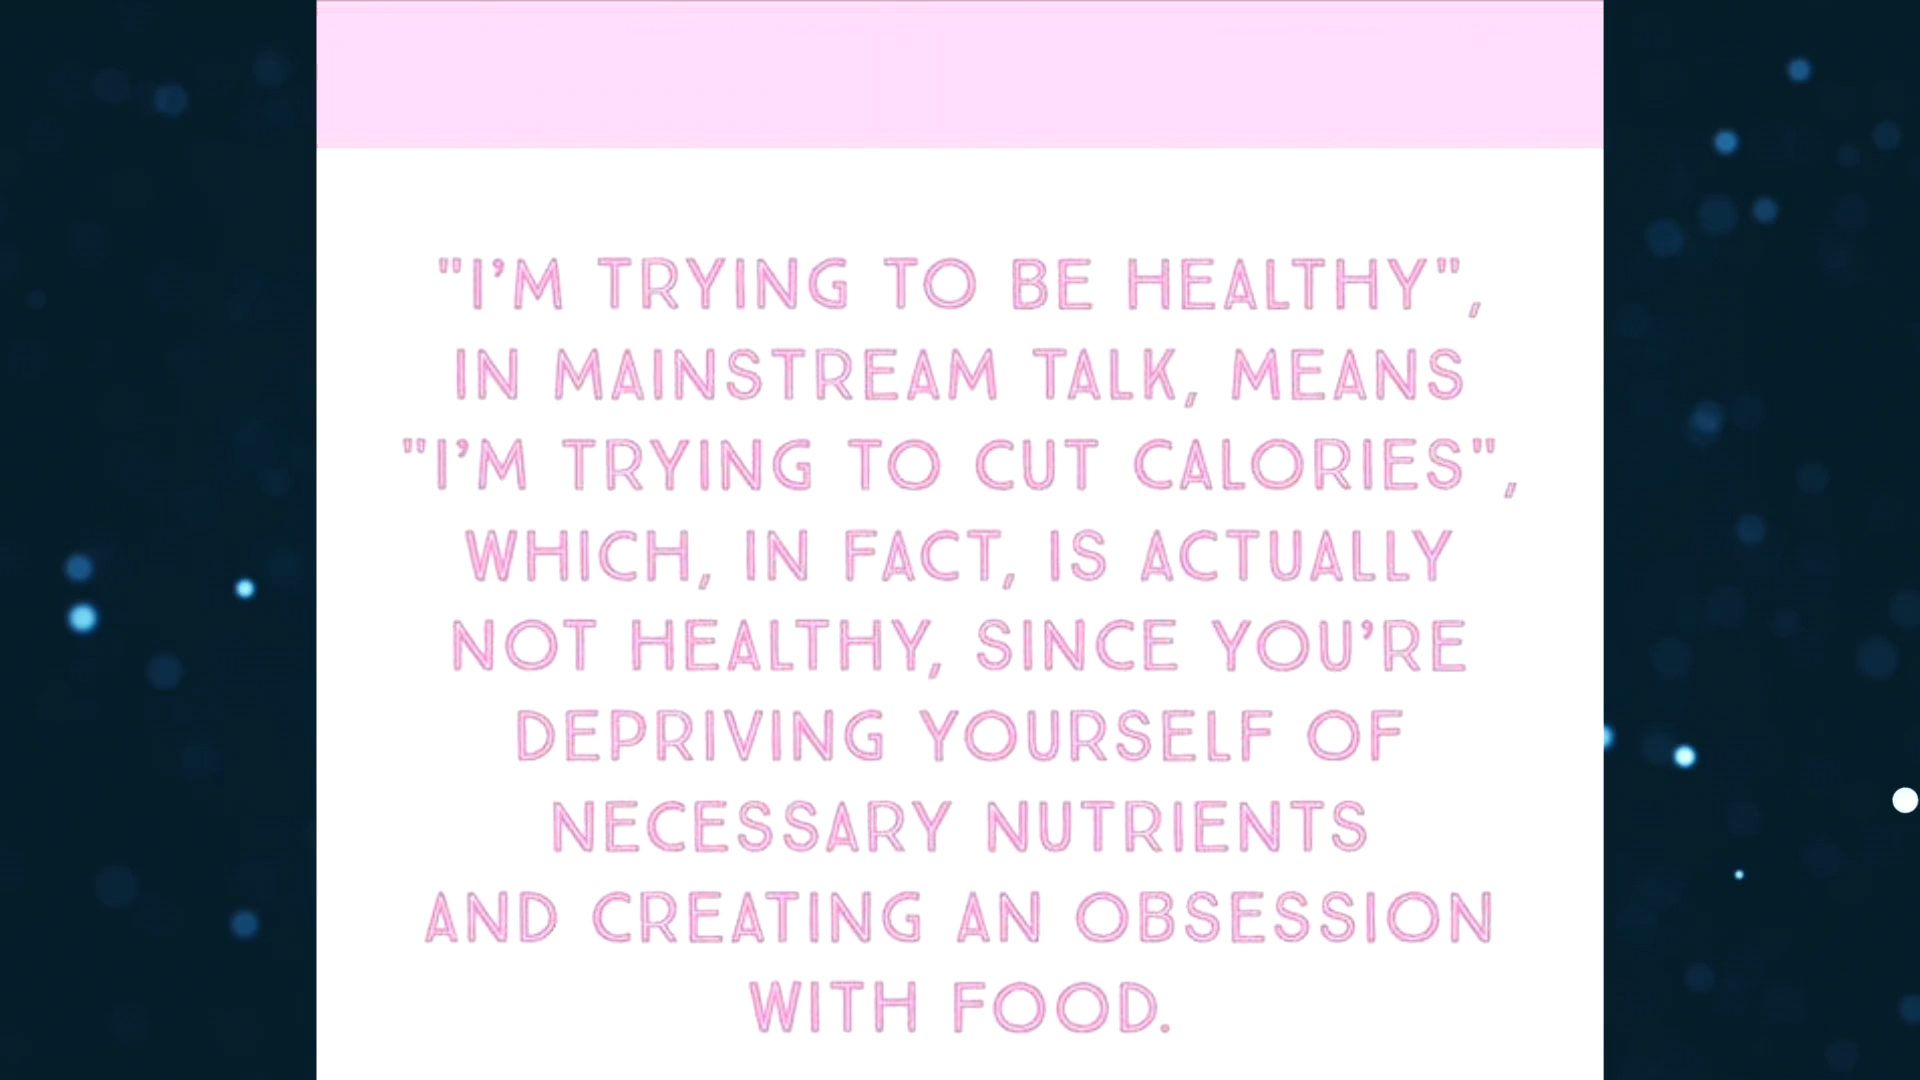 "I'M TRYING TO BE HEALTHY",
IN MAINSTREAM TALK, MEANS
"I'M TRYING TO CUT CALORIES",
WHICH, IN FACT, IS ACTUALLY
NOT HEALTHY, SINCE YOU'RE
DEPRIVING YOURSELF OF
NECESSARY NUTRIENTS
AND CREATING AN OBSESSION
WITH FOOD.